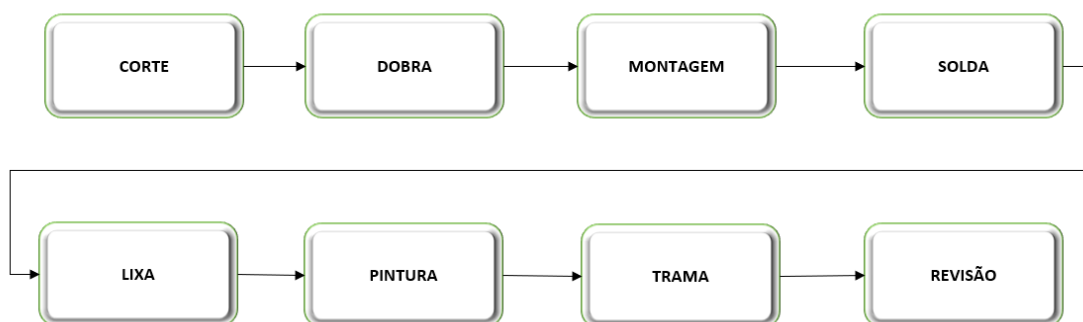 CORTE
DOBRA
MONTAGEM
SOLDA
LIXA
PINTURA
TRAMA
REVISÃO